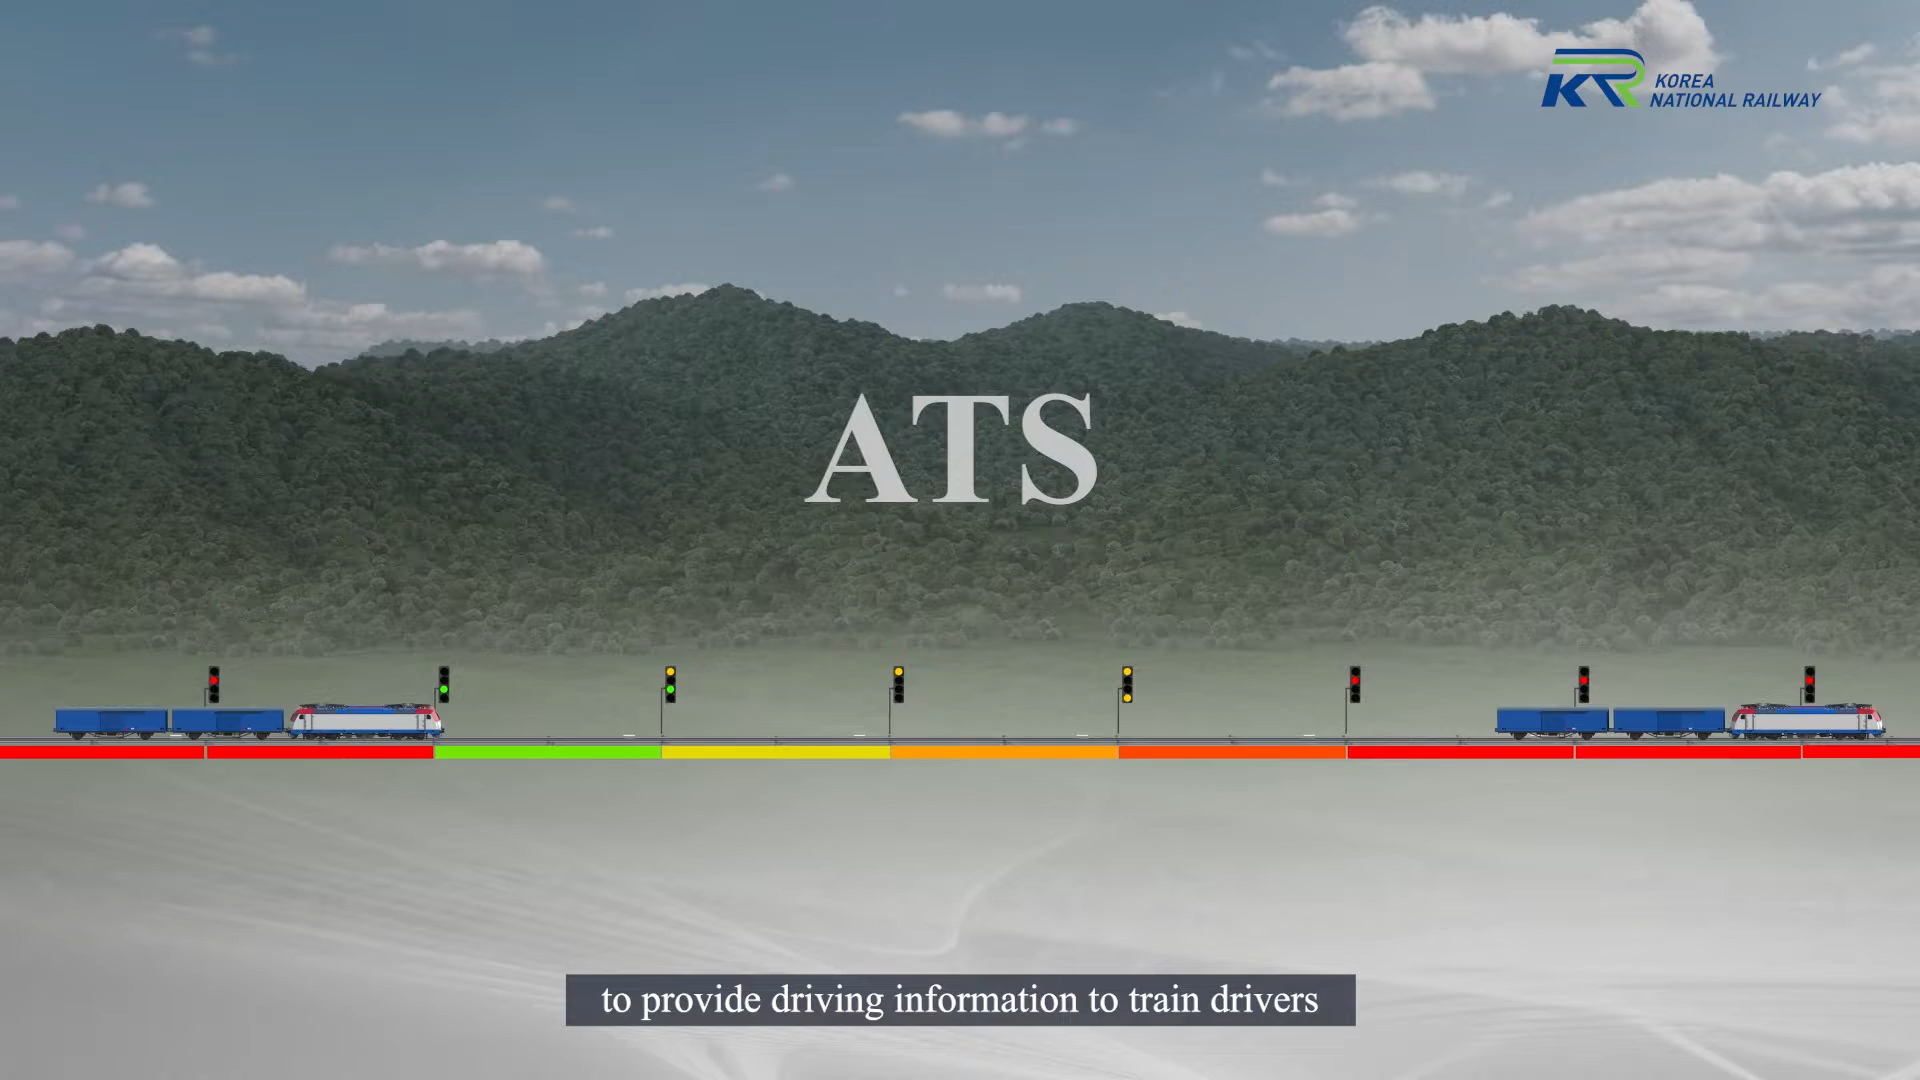 KR KOREA
NATIONAL RAILWAY
ATS
to provide driving information to train drivers